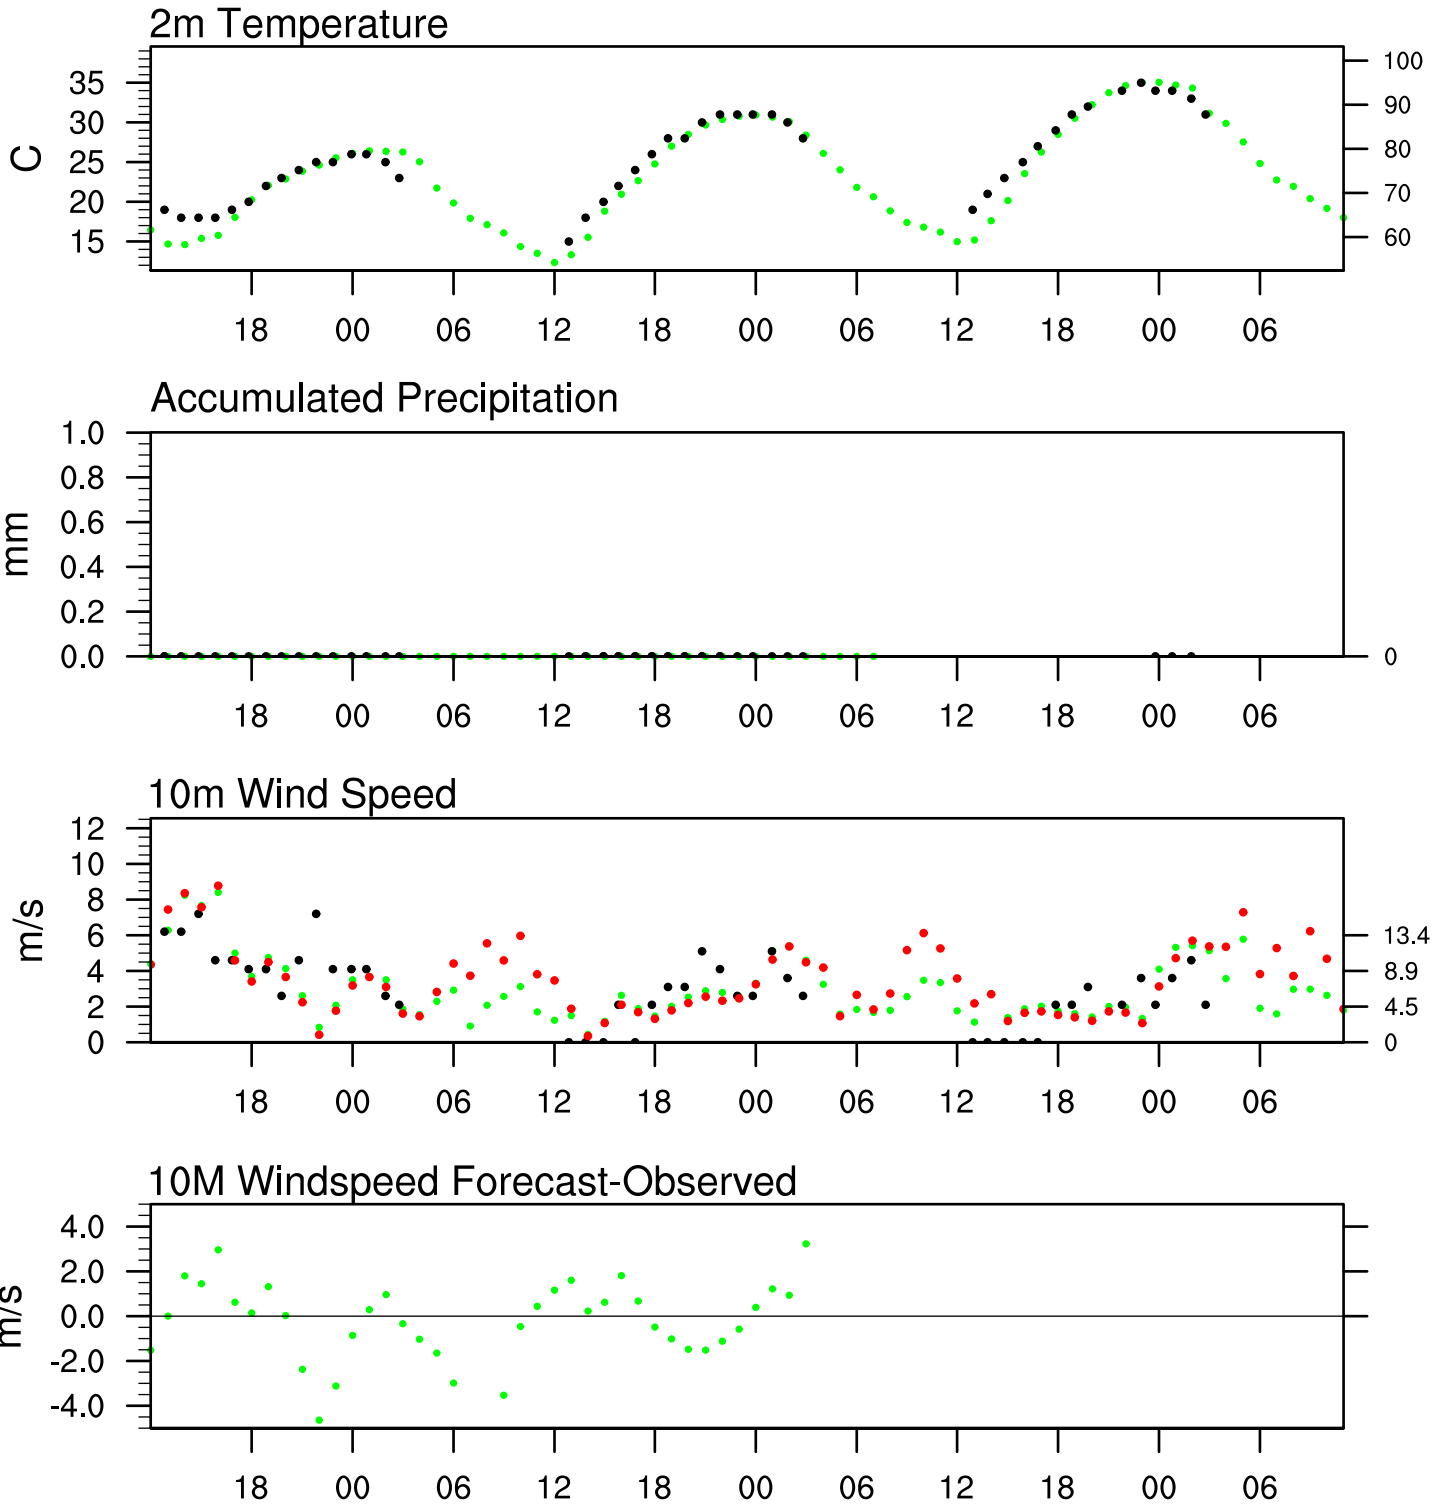 2m Temperature
35
30
25
20
15
C
100
90
80
70
60
18 00 06 12 18 00 06 12 18 00 06
Accumulated Precipitation
1.0
0.8
0.6
0.4
0.2
0.0
mm
0
18 00 06 12 18 00 06 12 18 00 06
10m Wind Speed
12
10
8
6
4
2
0
m/s
13.4
8.9
4.5
0
18 00 06 12 18 00 06 12 18 00 06
10M Windspeed Forecast-Observed
4.0
2.0
0.0
-2.0
-4.0
m/s
18 00 06 12 18 00 06 12 18 00 06